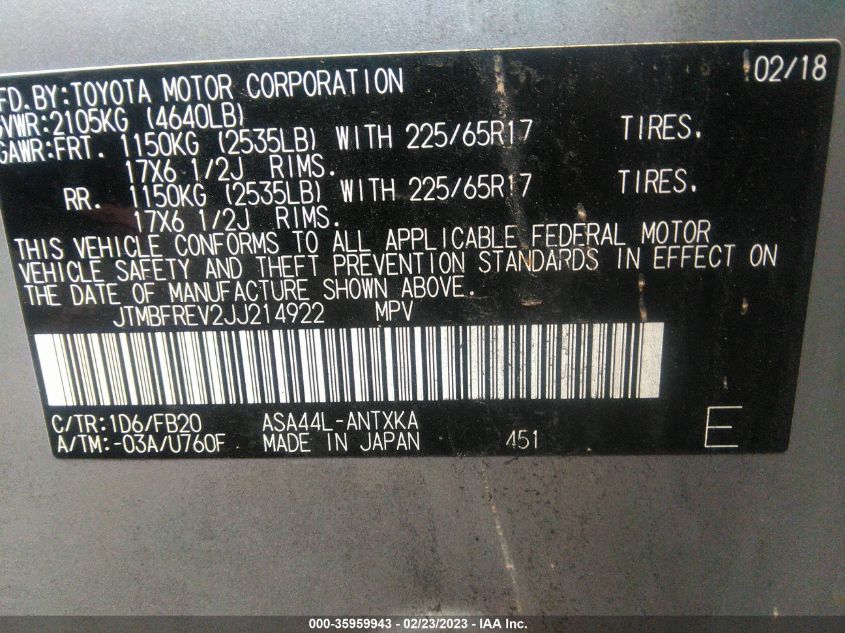 02/18
FD.BY:TOYOTA MOTOR CORPORATION
VWR:2105KG (4640LB)
GAWR:FRT. 1150KG (2535LB) WITH 225/65R17 TIRES.
17X6 1/2J RIMS.
RR. 1150KG (2535LB) WITH 225/65R17 TIRES.
17X6 1/2J RIMS.
THIS VEHICLE CONFORMS TO ALL APPLICABLE FEDERAL MOTOR
VEHICLE SAFETY AND THEFT PREVENTION STANDARDS IN EFFECT ON
THE DATE OF MANUFACTURE SHOWN ABOVE.
JTMBFREV2JJ214922 MPV
C/TR:1D6/FB20 ASA44L-ANTXKA
A/TM:-03A/U760F MADE IN JAPAN 451 E
000-35959943 - 02/23/2023 - IAA Inc.